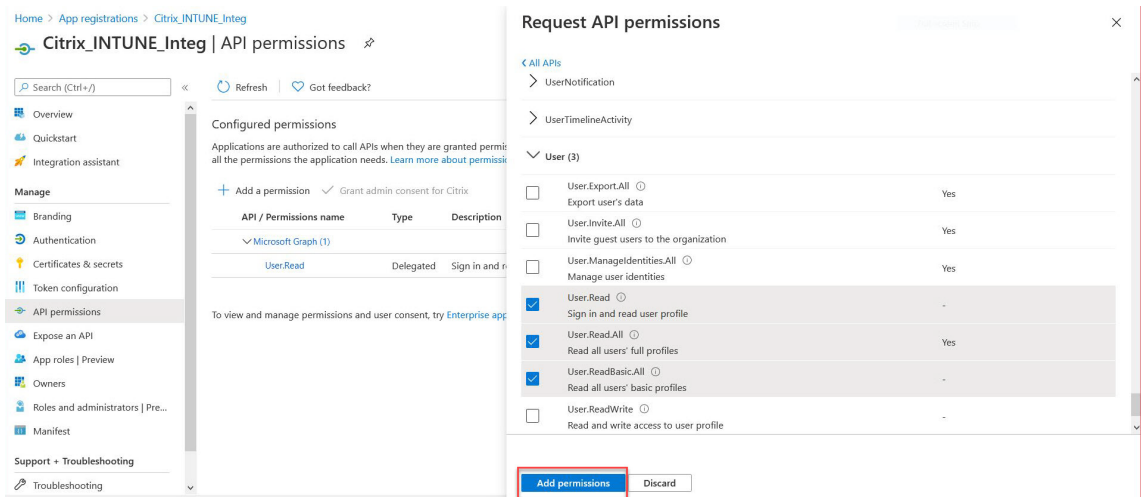 Home > App registrations > Citrix_INTUNE_Integ
Citrix_INTUNE_Integ | API permissions
Search (Ctrl+/)
«
Overview
Quickstart
Integration assistant
Manage
Branding
Authentication
Certificates & secrets
Token configuration
API permissions
Expose an API
App roles | Preview
Owners
Roles and administrators | Pre...
Manifest
Support + Troubleshooting
Troubleshooting
Refresh
Got feedback?
Configured permissions
Applications are authorized to call APIs when they are granted permis
all the permissions the application needs. Learn more about permissio
Add a permission Grant admin consent for Citrix
API / Permissions name Type Description
Microsoft Graph (1)
User.Read Delegated Sign in and r
To view and manage permissions and user consent, try Enterprise app
Request API permissions
All APIs
UserNotification
UserTimelineActivity
User (3)
User.Export.All
Export user's data
Yes
User.Invite.All
Invite guest users to the organization
Yes
User.ManageIdentities.All
Manage user identities
Yes
User.Read
Sign in and read user profile
-
User.Read.All
Read all users' full profiles
Yes
User.ReadBasic.All
Read all users' basic profiles
-
User.ReadWrite
Read and write access to user profile
-
Add permissions
Discard